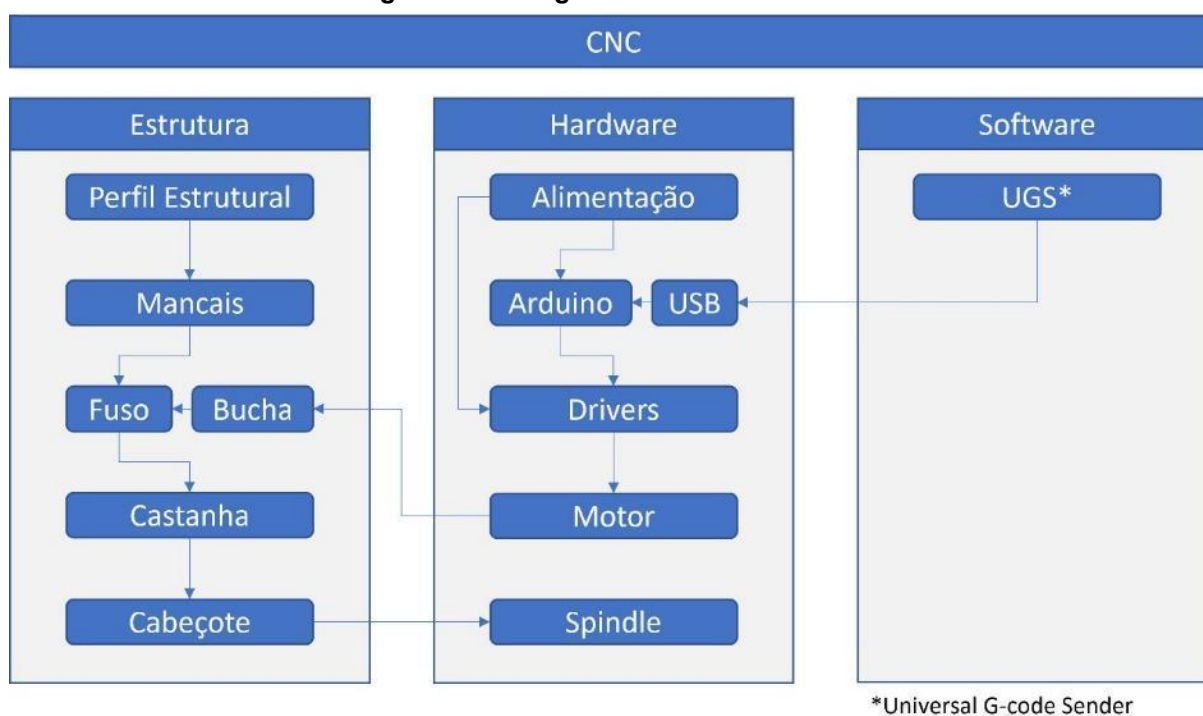 CNC
Estrutura
Perfil Estrutural
Mancais
Fuso
Bucha
Castanha
Cabeçote
Hardware
Alimentação
Arduino
USB
Drivers
Motor
Spindle
Software
UGS*
*Universal G-code Sender